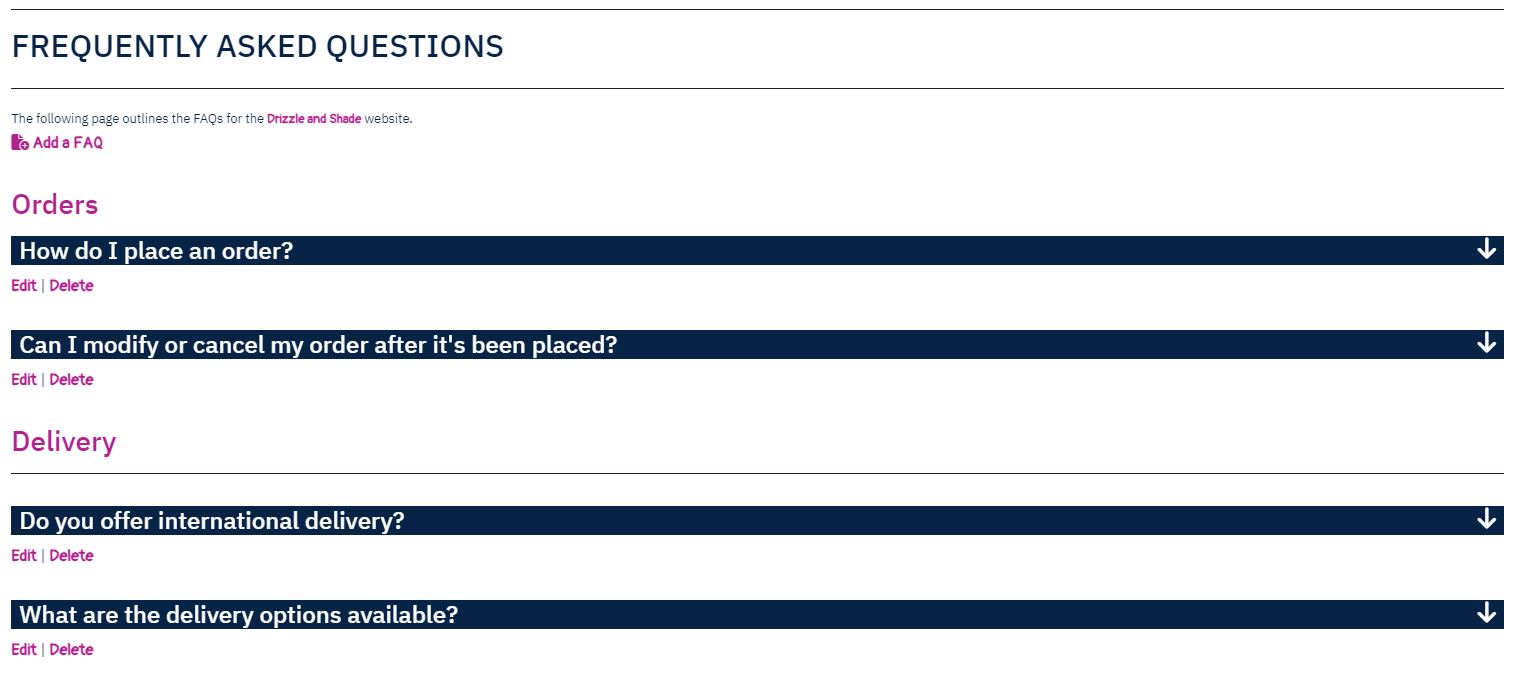 FREQUENTLY ASKED QUESTIONS
The following page outlines the FAQs for the Drizzle and Shade website.
Add a FAQ
Orders
How do I place an order?
Edit | Delete
Can I modify or cancel my order after it's been placed?
Edit | Delete
Delivery
Do you offer international delivery?
Edit | Delete
What are the delivery options available?
Edit | Delete